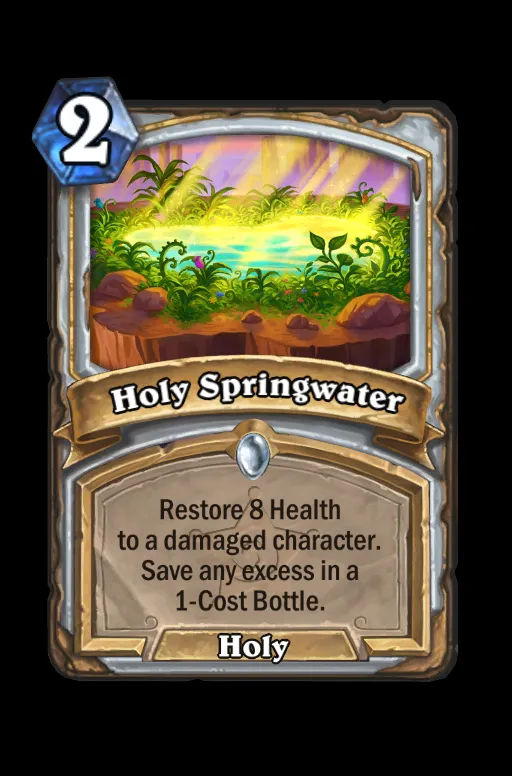 2
Holy Springwater
Restore 8 Health
to a damaged character.
Save any excess in a
1-Cost Bottle.
Holy